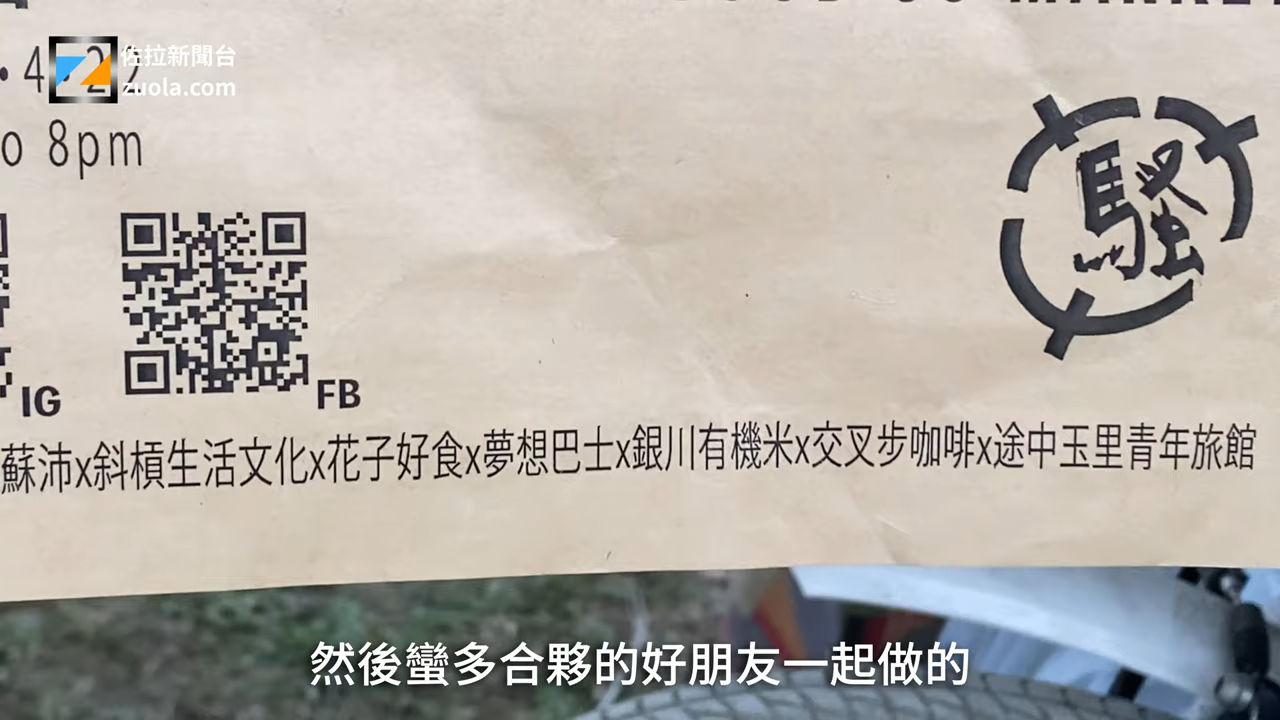 佐拉新聞台
zuola.com
o 8pm
騷
IG
FB
蘇沛x斜槓生活文化x花子好食x夢想巴士x銀川有機米x交叉步咖啡x途中玉里青年旅館
然後蠻多合夥的好朋友一起做的